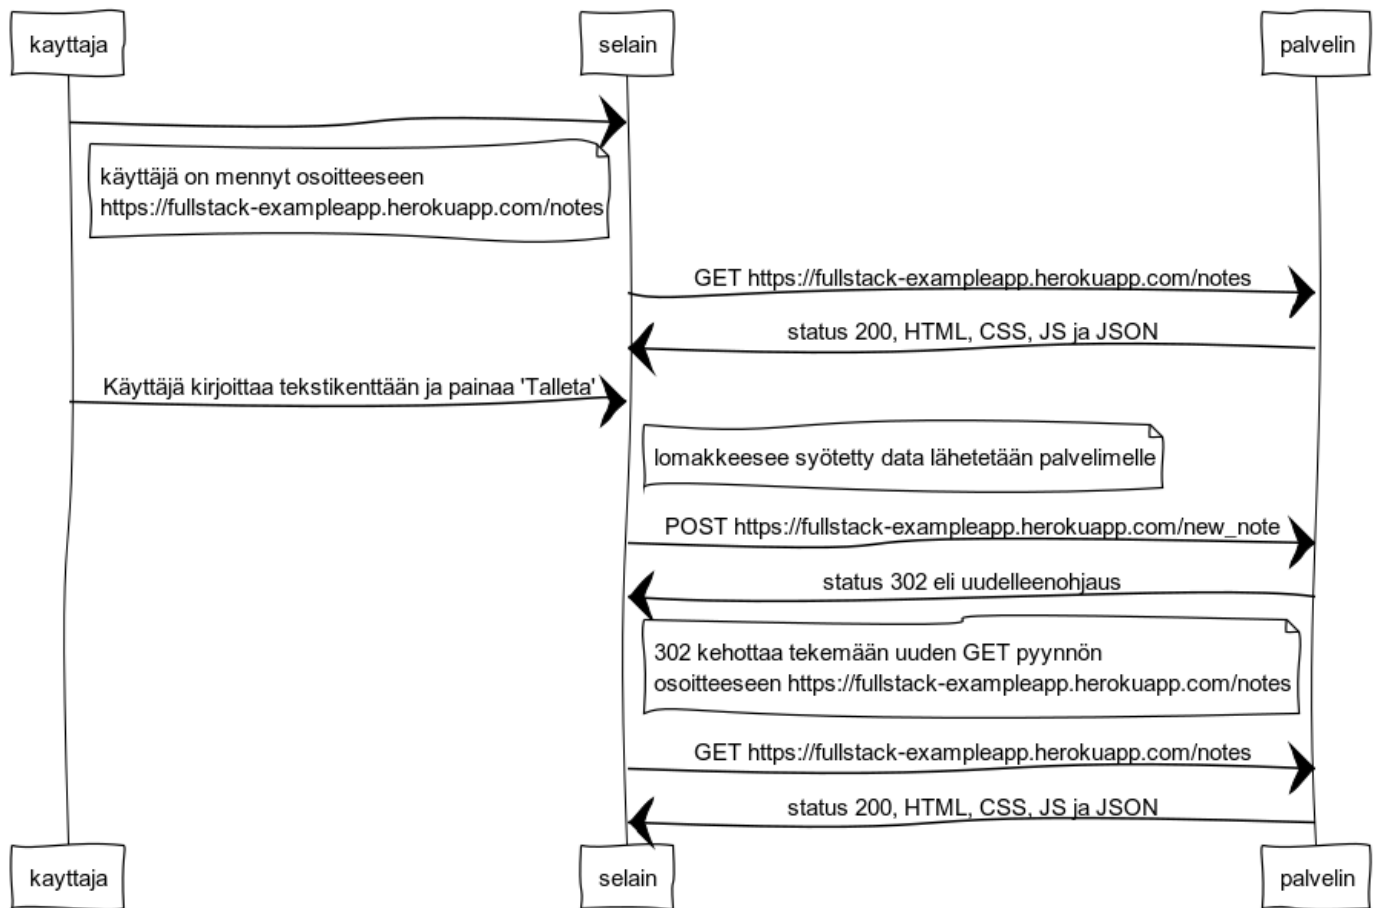 kayttaja
selain
palvelin
käyttäjä on mennyt osoitteeseen
https://fullstack-exampleapp.herokuapp.com/notes
GET https://fullstack-exampleapp.herokuapp.com/notes
status 200, HTML, CSS, JS ja JSON
Käyttäjä kirjoittaa tekstikenttään ja painaa 'Talleta'
lomakkeesee syötetty data lähetetään palvelimelle
POST https://fullstack-exampleapp.herokuapp.com/new_note
status 302 eli uudelleenohjaus
302 kehottaa tekemään uuden GET pyynnön
osoitteeseen https://fullstack-exampleapp.herokuapp.com/notes
GET https://fullstack-exampleapp.herokuapp.com/notes
status 200, HTML, CSS, JS ja JSON
kayttaja
selain
palvelin